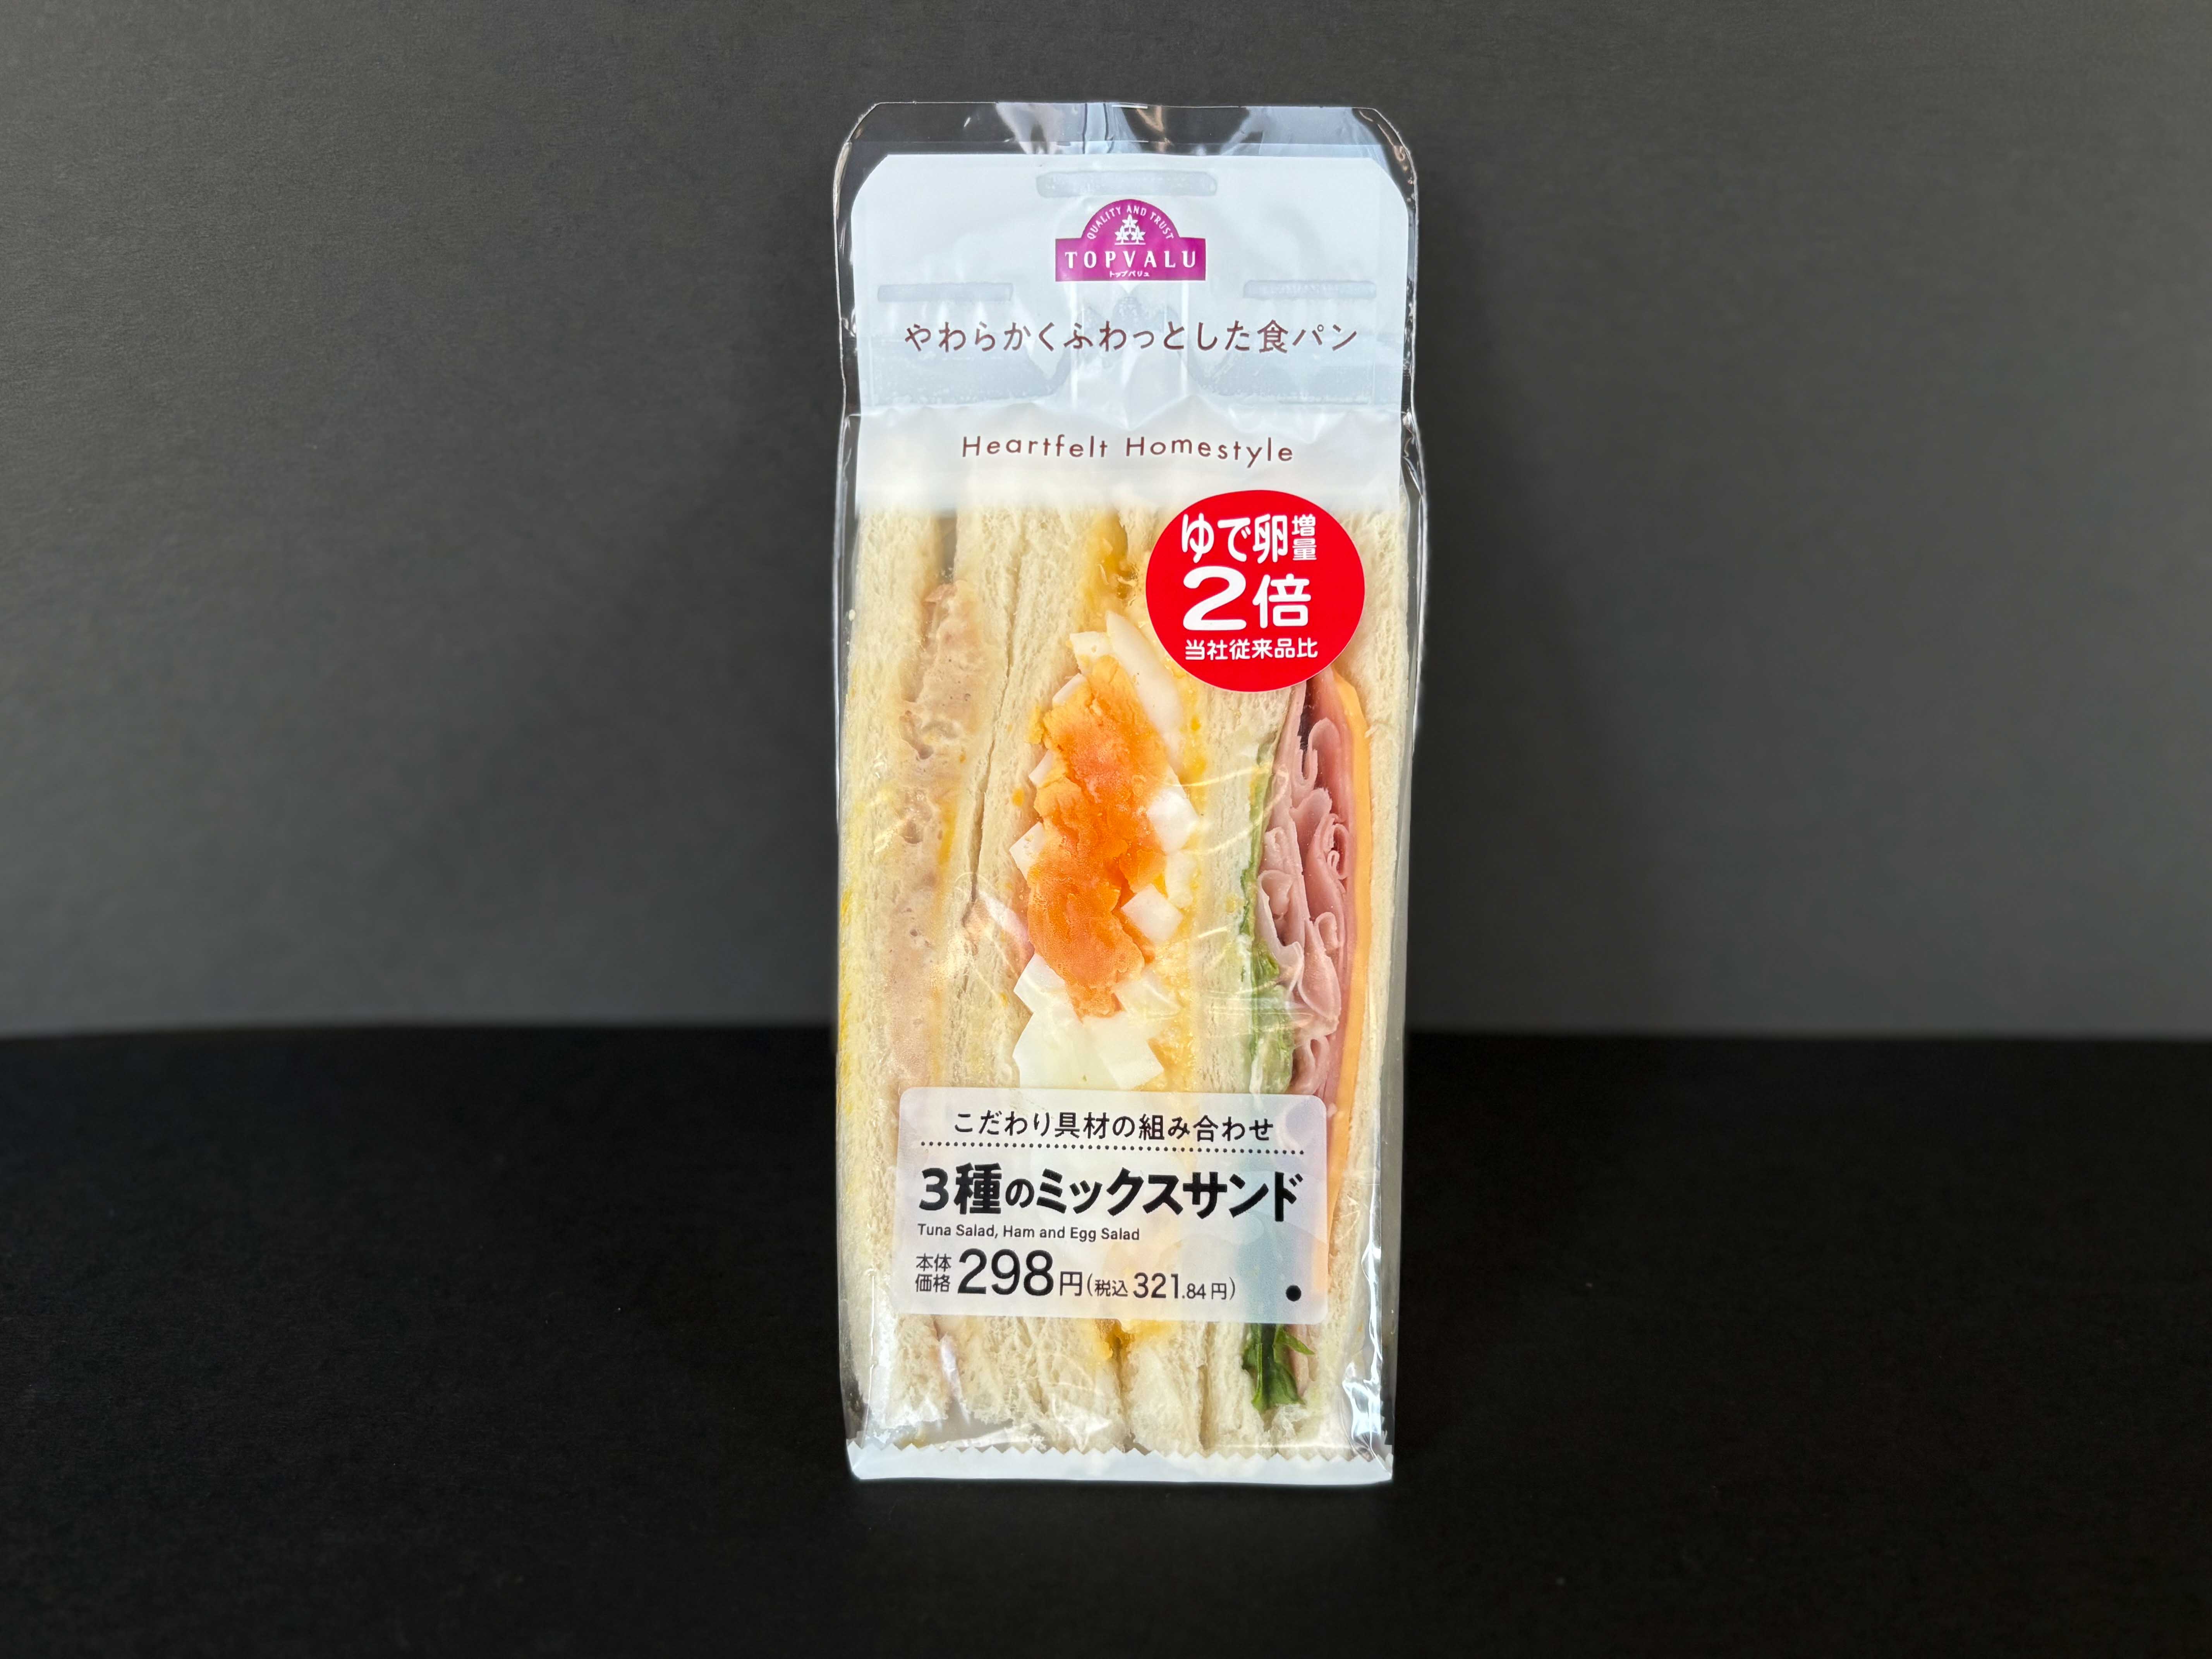 QUALITY AND TRUST
TOPVALU
トップバリュ
やわらかくふわっとした食パン
Heartfelt Homestyle
ゆで卵増量
2倍
当社従来品比
こだわり具材の組み合わせ
3種のミックスサンド
Tuna Salad, Ham and Egg Salad
本体価格298円(税込321.84円)